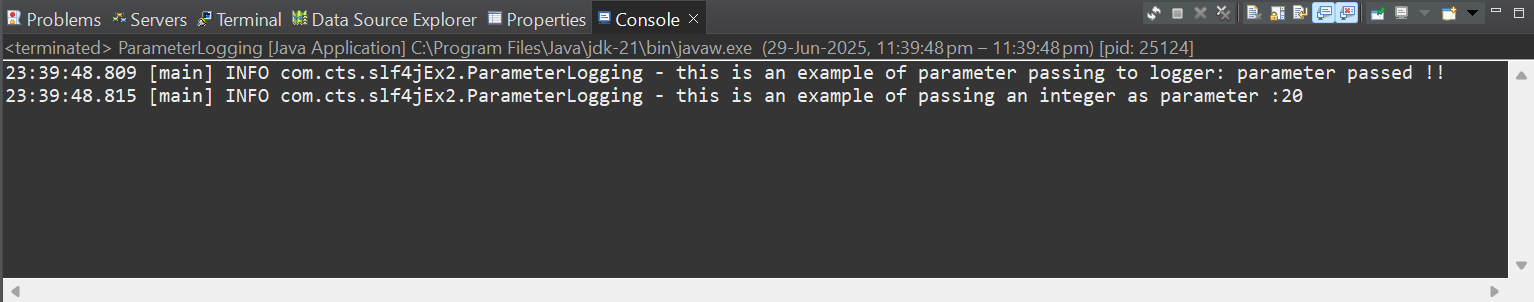 Problems Servers Terminal Data Source Explorer Properties Console
<terminated> ParameterLogging [Java Application] C:\Program Files\Java\jdk-21\bin\javaw.exe (29-Jun-2025, 11:39:48 pm – 11:39:48 pm) [pid: 25124]
23:39:48.809 [main] INFO com.cts.slf4jEx2.ParameterLogging - this is an example of parameter passing to logger: parameter passed !!
23:39:48.815 [main] INFO com.cts.slf4jEx2.ParameterLogging - this is an example of passing an integer as parameter :20